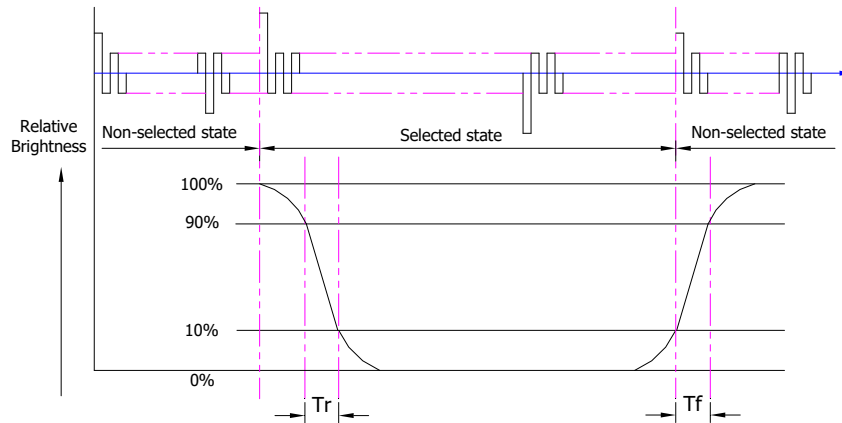 Relative
Brightness
Non-selected state
Selected state
Non-selected state
100%
90%
10%
0%
Tr
Tf